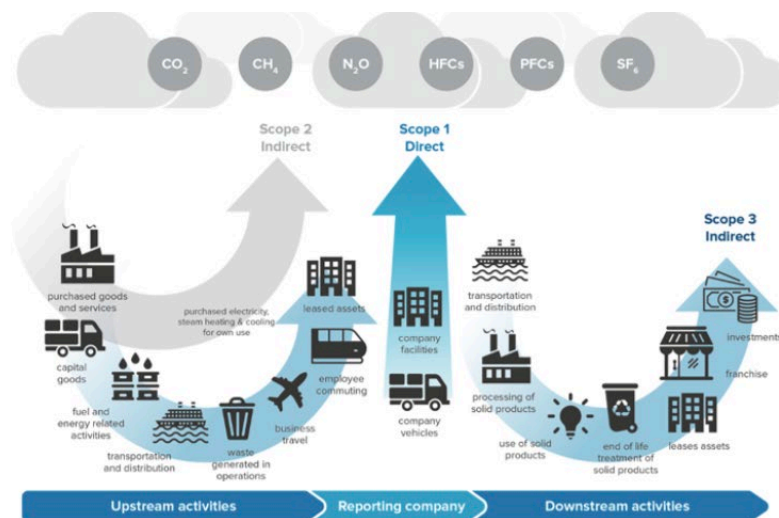 CO₂
CH₄
N₂O
HFCs
PFCs
SF₆
Scope 2
Indirect
Scope 1
Direct
Scope 3
Indirect
purchased goods
and services
capital
goods
fuel and
energy related
activities
transportation
and distribution
waste
generated in
operations
business
travel
employee
commuting
leased assets
purchased electricity,
steam heating & cooling
for own use
company
facilities
company
vehicles
transportation
and distribution
processing of
solid products
use of solid
products
end of life
treatment of
solid products
leases assets
franchise
investments
Upstream activities
Reporting company
Downstream activities